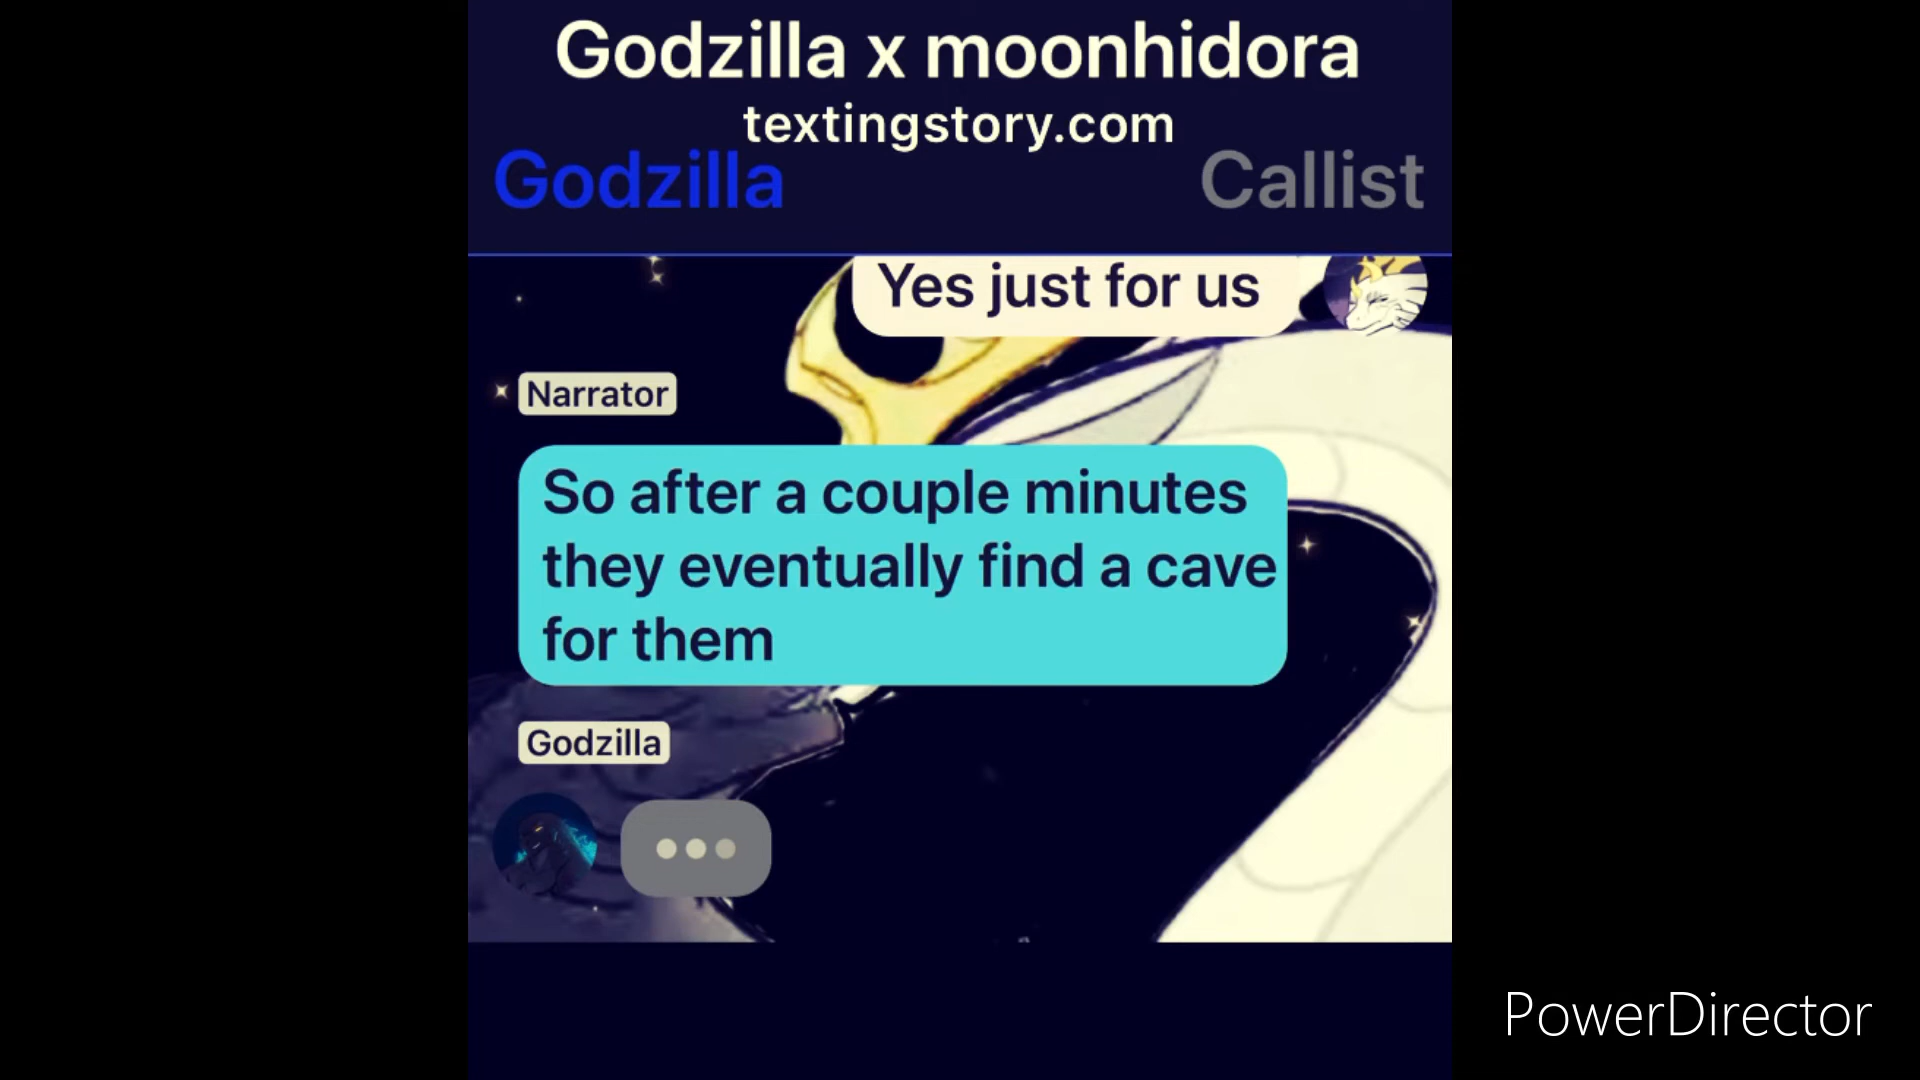 Godzilla x moonhidora
textingstory.com
Godzilla
Callist
Yes just for us
Narrator
So after a couple minutes
they eventually find a cave
for them
Godzilla
PowerDirector